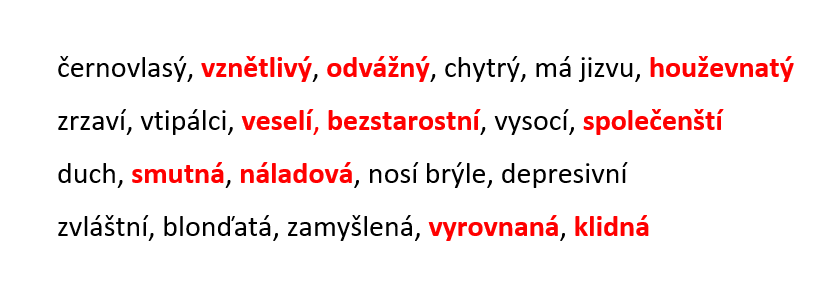 černovlasý, vznětlivý, odvážný, chytrý, má jizvu, houževnatý
zrzaví, vtipálci, veselí, bezstarostní, vysocí, společenští
duch, smutná, náladová, nosí brýle, depresivní
zvláštní, blonďatá, zamyšlená, vyrovnaná, klidná